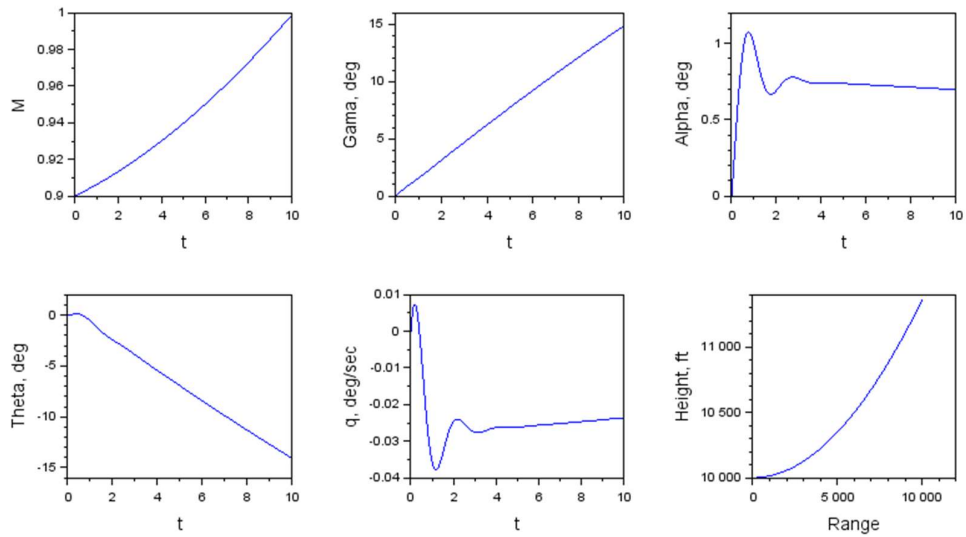 1
0.98
0.96
0.94
0.92
0.9
M
0 2 4 6 8 10
t
15
10
5
0
Gama, deg
0 2 4 6 8 10
t
1
0.5
0
Alpha, deg
0 2 4 6 8 10
t
0
-5
-10
-15
Theta, deg
0 2 4 6 8 10
t
0.01
0
-0.01
-0.02
-0.03
-0.04
q, deg/sec
0 2 4 6 8 10
t
11 000
10 500
10 000
Height, ft
0 5 000 10 000
Range